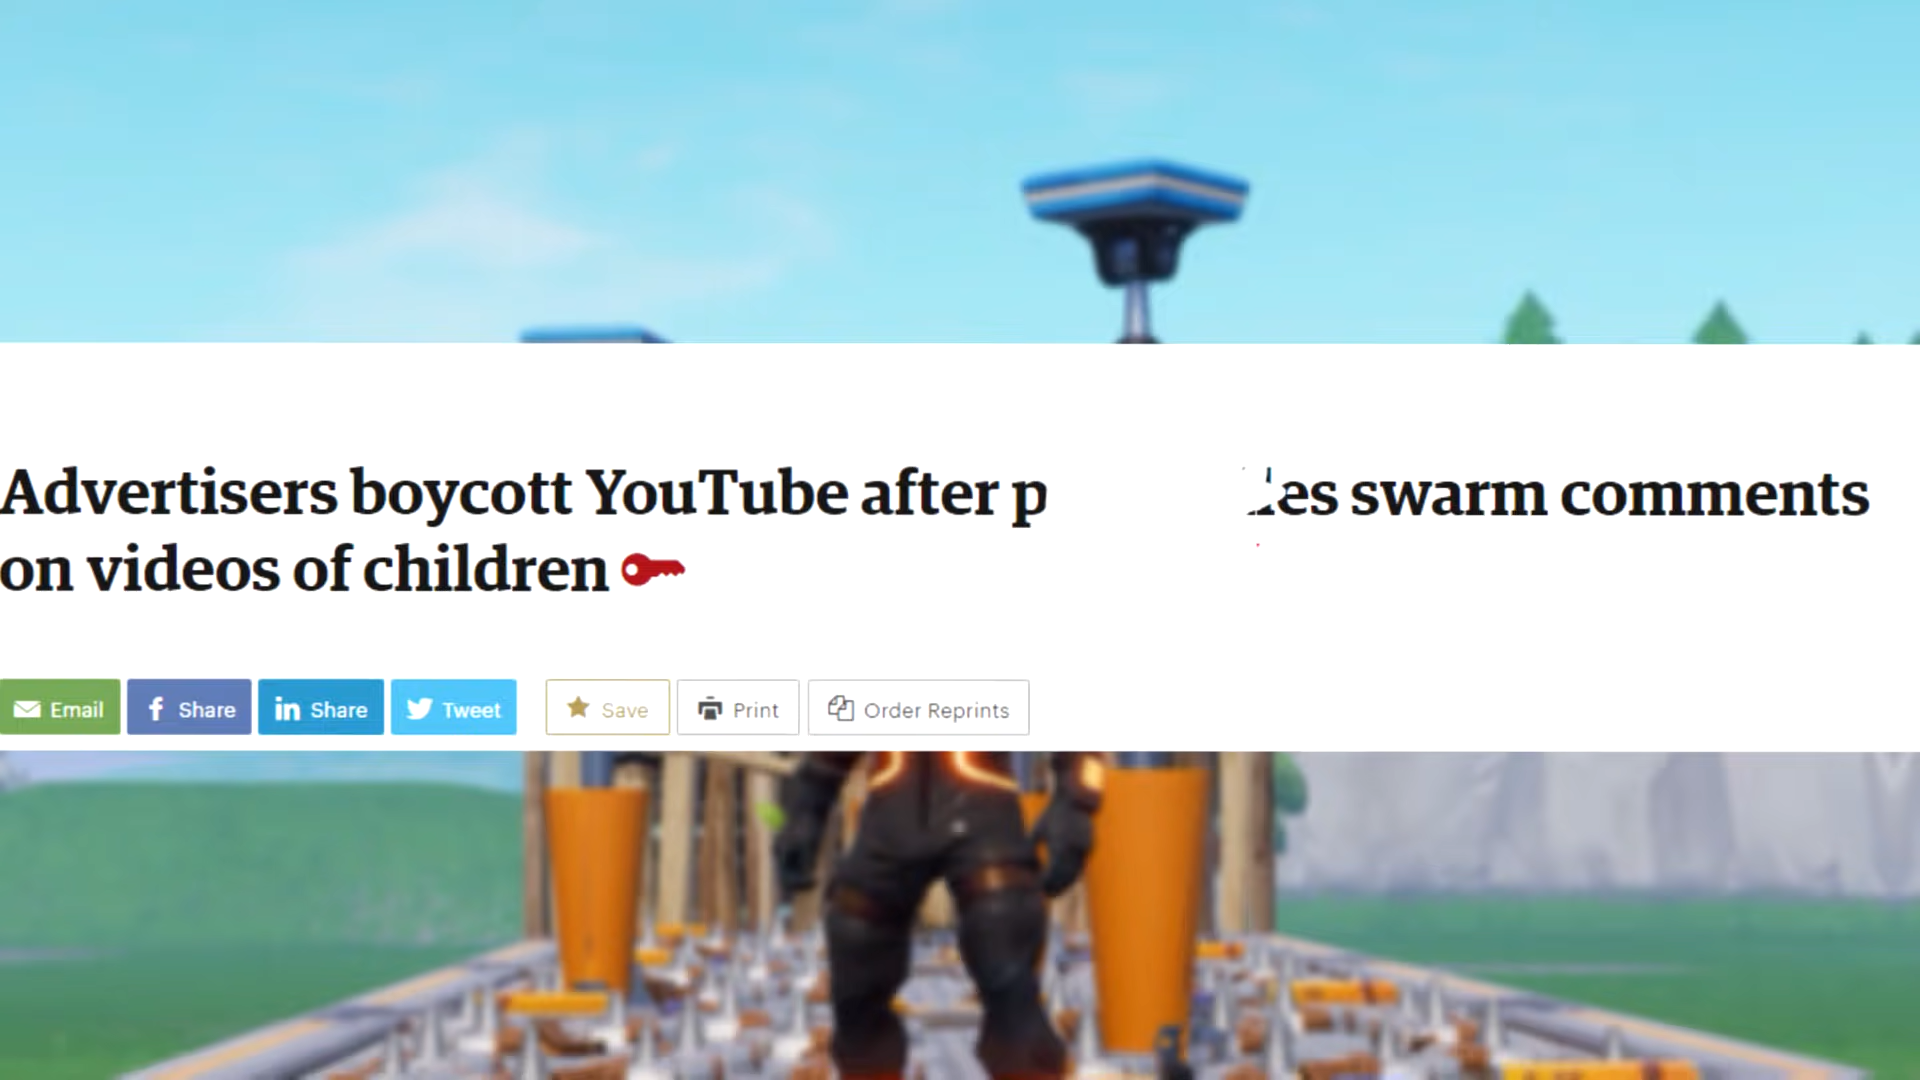 Advertisers boycott YouTube after p es swarm comments
on videos of children
Email Share Share Tweet Save Print Order Reprints